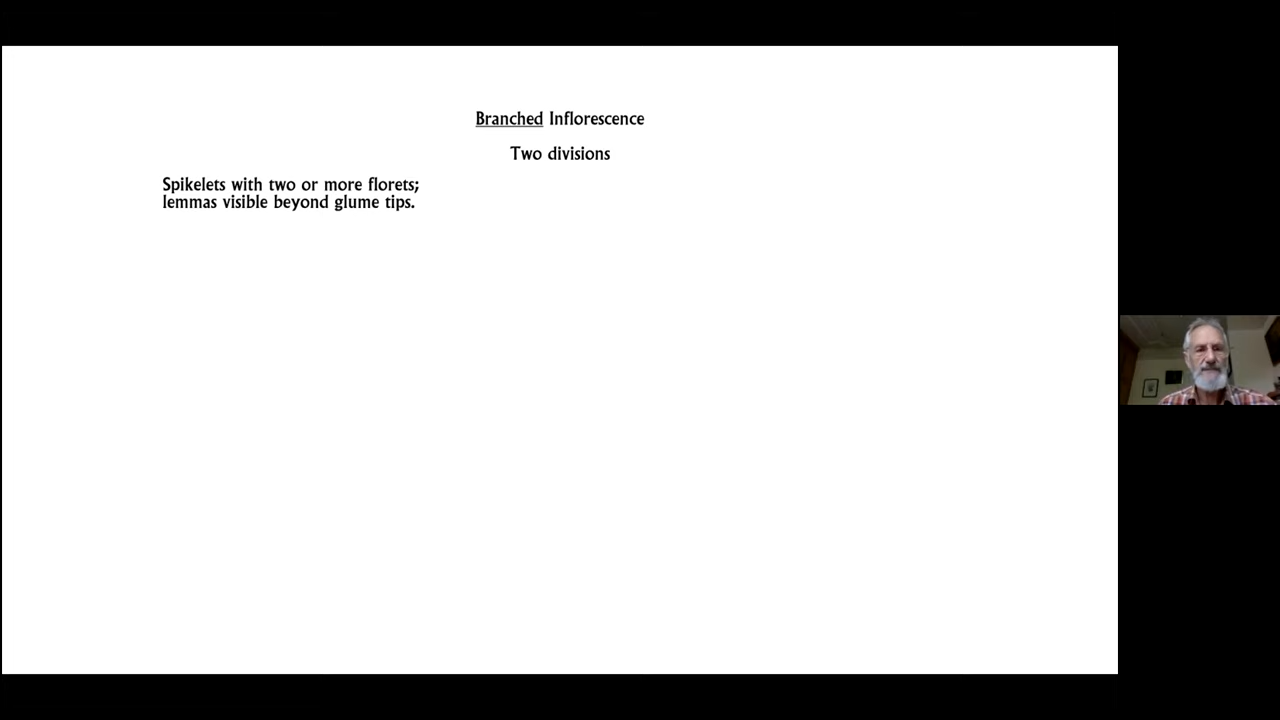 Branched Inflorescence
Two divisions
Spikelets with two or more florets;
lemmas visible beyond glume tips.